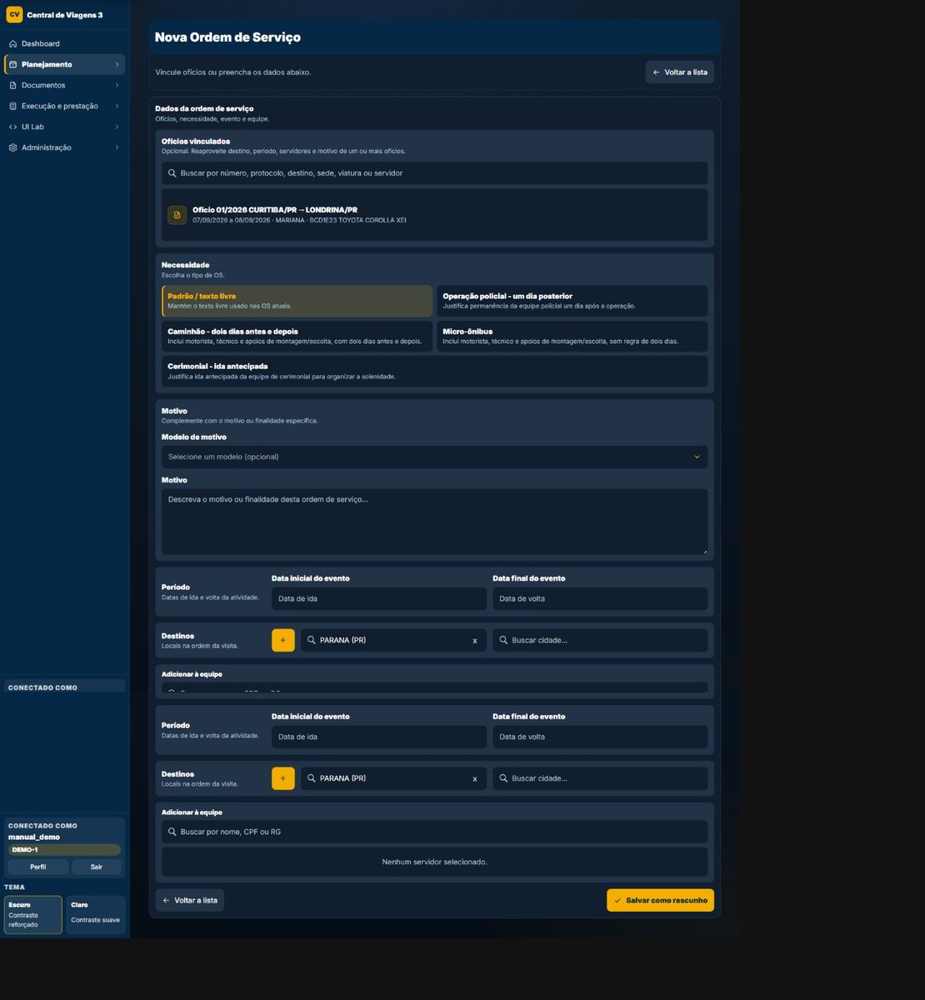 CV Central de Viagens 3
Dashboard
Planejamento
Documentos
Execução e prestação
UI Lab
Administração
CONECTADO COMO
CONECTADO COMO
manual_demo
DEMO-1
Perfil Sair
TEMA
Escuro
Contraste
reforçado
Claro
Contraste suave
Nova Ordem de Serviço
Vincule ofícios ou preencha os dados abaixo.
← Voltar a lista
Dados da ordem de serviço
Ofícios, necessidade, evento e equipe.
Ofícios vinculados
Opcional. Reaproveite destino, período, servidores e motivo de um ou mais ofícios.
Buscar por número, protocolo, destino, sede, viatura ou servidor
Ofício 01/2026 CURITIBA/PR → LONDRINA/PR
07/09/2026 a 08/09/2026 · MARIANA · BCD1E23 TOYOTA COROLLA XEI
Necessidade
Escolha o tipo de OS.
Padrão / texto livre
Mantém o texto livre usado nas OS atuais.
Operação policial - um dia posterior
Justifica permanência da equipe policial um dia após a operação.
Caminhão - dois dias antes e depois
Inclui motorista, técnico e apoios de montagem/escolta, com dois dias antes e depois.
Micro-ônibus
Inclui motorista, técnico e apoios de montagem/escolta, sem regra de dois dias.
Cerimonial - ida antecipada
Justifica ida antecipada da equipe de cerimonial para organizar a solenidade.
Motivo
Complemente com o motivo ou finalidade específica.
Modelo de motivo
Selecione um modelo (opcional)
Motivo
Descreva o motivo ou finalidade desta ordem de serviço...
Período
Datas de ida e volta da atividade.
Data inicial do evento
Data de ida
Data final do evento
Data de volta
Destinos
Locais na ordem da visita.
+ PARANA (PR) x Buscar cidade...
Adicionar à equipe
Período
Datas de ida e volta da atividade.
Data inicial do evento
Data de ida
Data final do evento
Data de volta
Destinos
Locais na ordem da visita.
+ PARANA (PR) x Buscar cidade...
Adicionar à equipe
Buscar por nome, CPF ou RG
Nenhum servidor selecionado.
← Voltar a lista
Salvar como rascunho